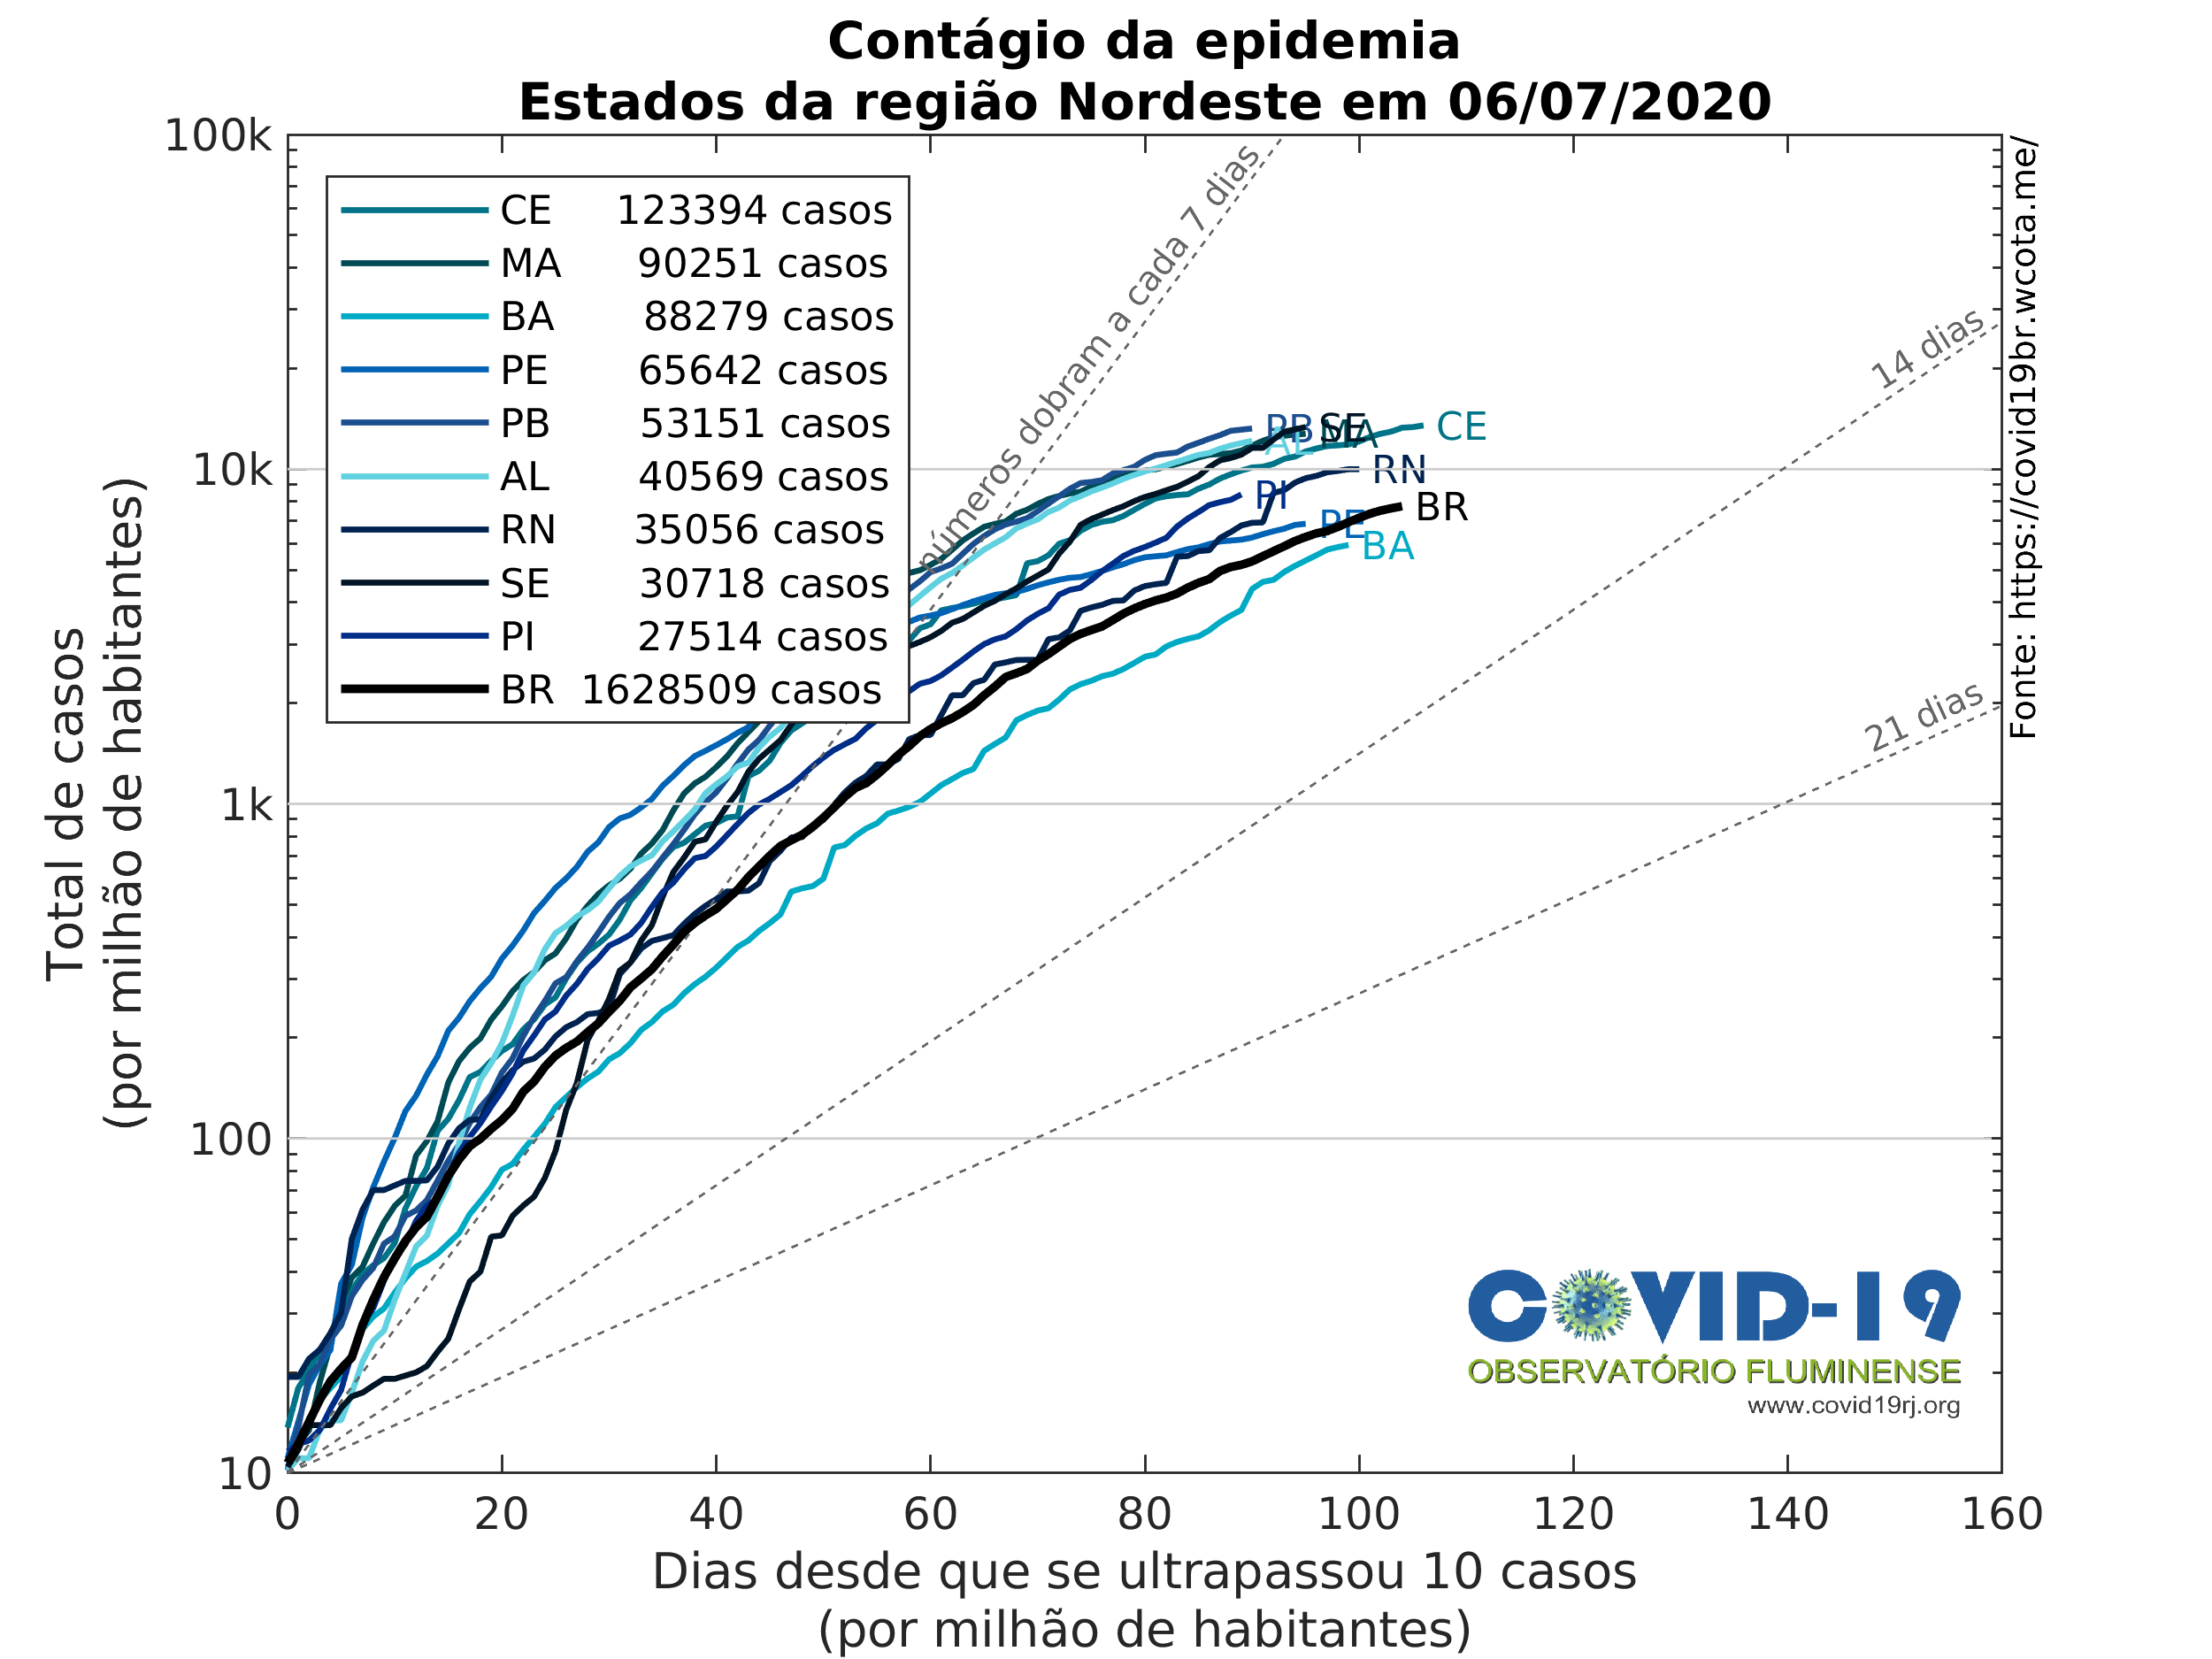 Contágio da epidemia
Estados da região Nordeste em 06/07/2020
Total de casos
(por milhão de habitantes)
100k
10k
1k
100
10
CE 123394 casos
MA 90251 casos
BA 88279 casos
PE 65642 casos
PB 53151 casos
AL 40569 casos
RN 35056 casos
SE 30718 casos
PI 27514 casos
BR 1628509 casos
números dobram a cada 7 dias
14 dias
21 dias
PB
SE
AL
MA
CE
RN
PI
PE
BR
BA
Fonte: https://covid19br.wcota.me/
COVID-19
OBSERVATÓRIO FLUMINENSE
www.covid19rj.org
0 20 40 60 80 100 120 140 160
Dias desde que se ultrapassou 10 casos
(por milhão de habitantes)